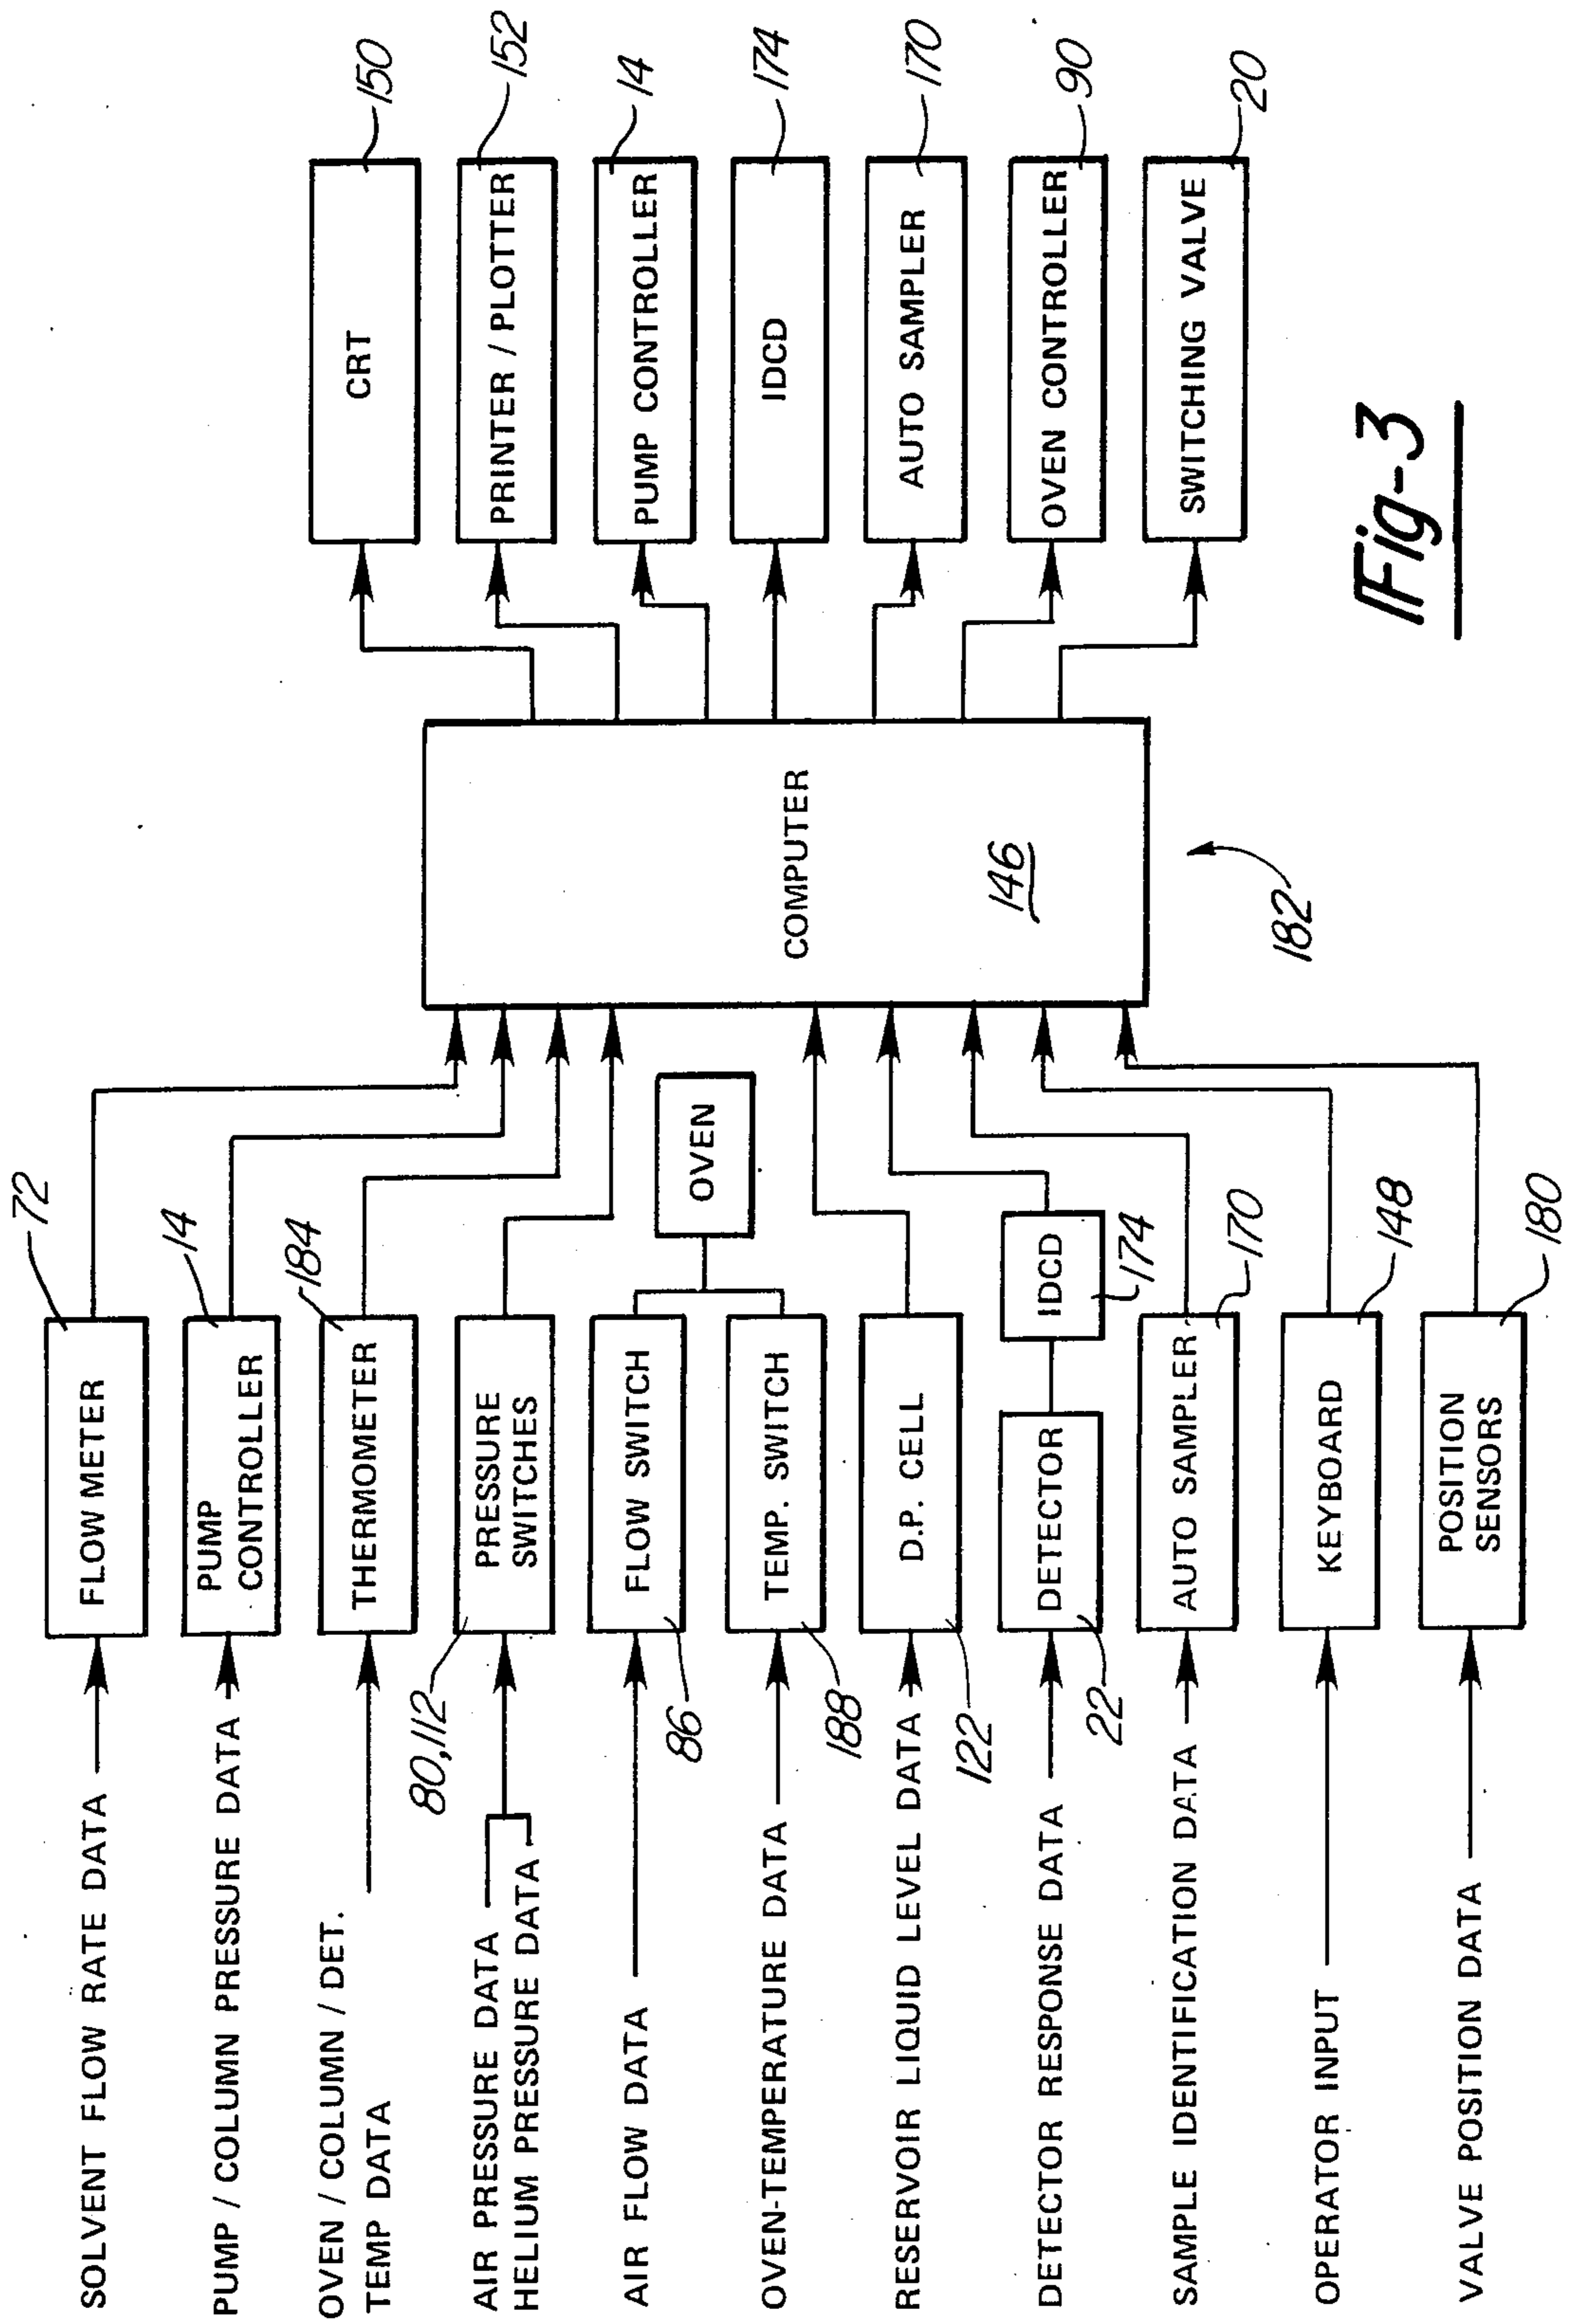 SOLVENT FLOW RATE DATA
FLOW METER
72
PUMP / COLUMN PRESSURE DATA
PUMP
CONTROLLER
14
OVEN / COLUMN / DET.
TEMP DATA
THERMOMETER
184
AIR PRESSURE DATA
HELIUM PRESSURE DATA
80,112
PRESSURE
SWITCHES
AIR FLOW DATA
86
FLOW SWITCH
OVEN
OVEN-TEMPERATURE DATA
188
TEMP. SWITCH
RESERVOIR LIQUID LEVEL DATA
122
D.P. CELL
DETECTOR RESPONSE DATA
22
DETECTOR
IDCD
174
SAMPLE IDENTIFICATION DATA
AUTO SAMPLER
170
OPERATOR INPUT
KEYBOARD
148
VALVE POSITION DATA
POSITION
SENSORS
180
COMPUTER
146
182
CRT
150
PRINTER / PLOTTER
152
PUMP CONTROLLER
14
IDCD
174
AUTO SAMPLER
170
OVEN CONTROLLER
90
SWITCHING VALVE
20
Fig-3